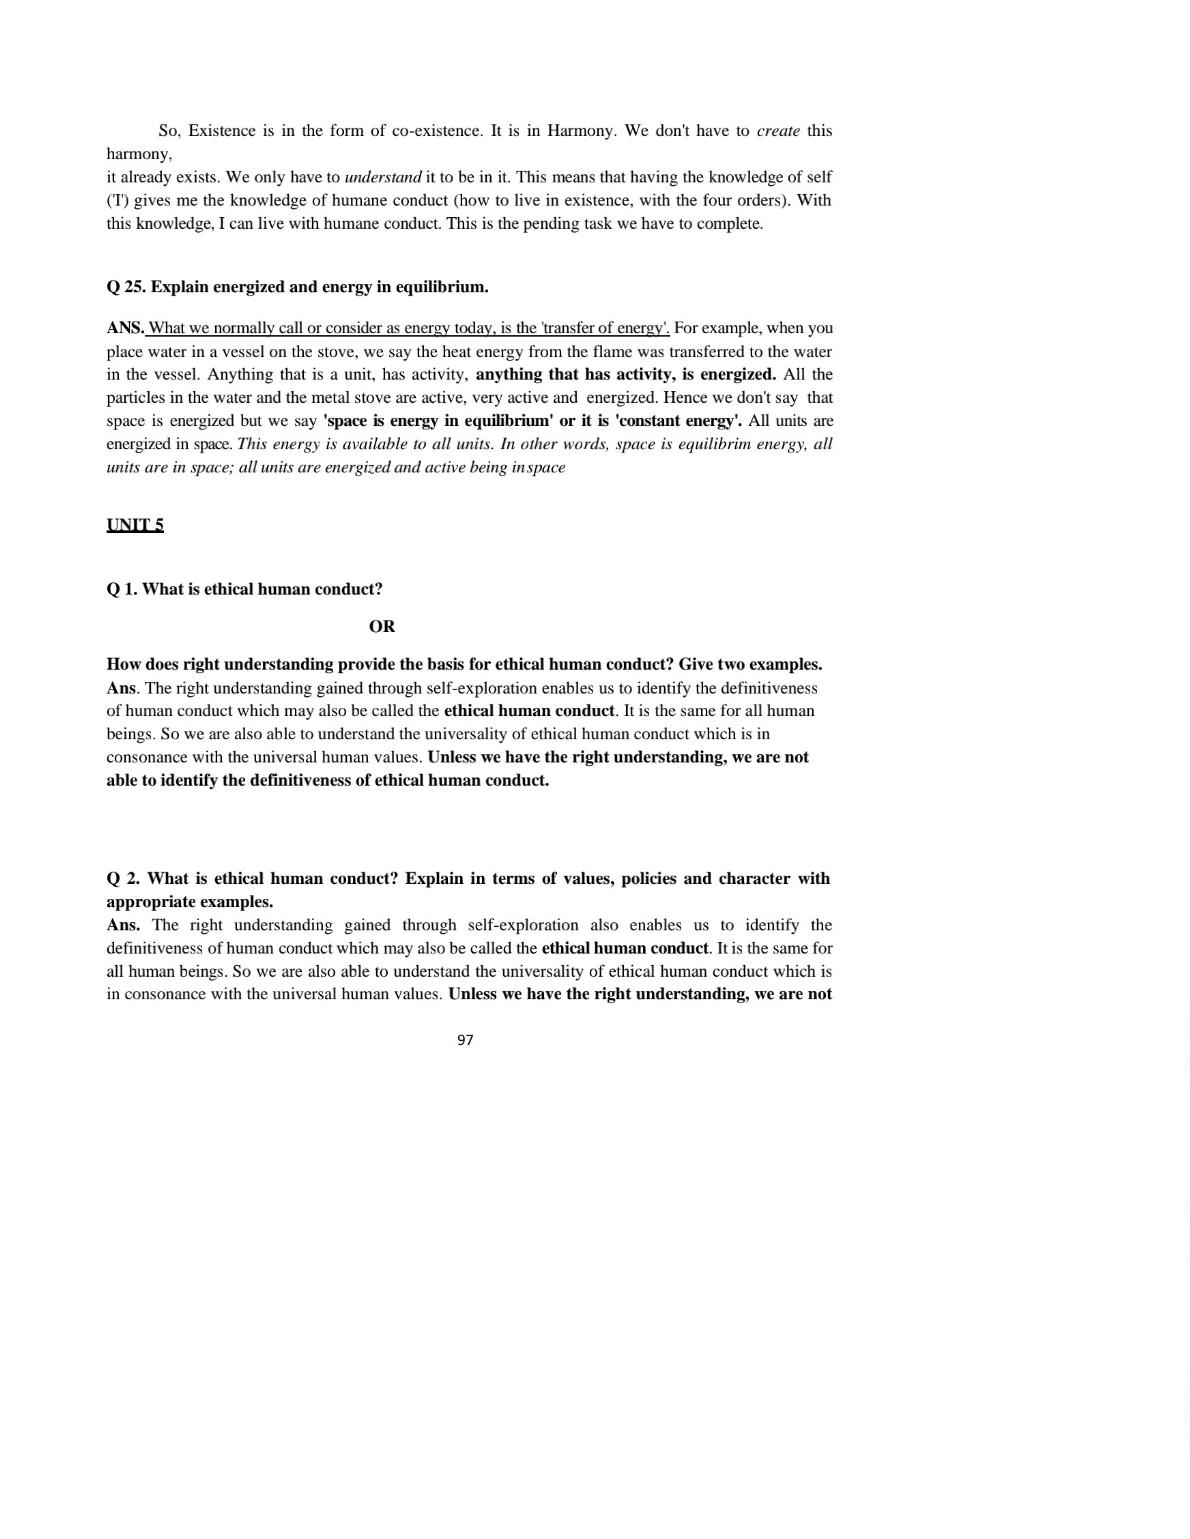 So, Existence is in the form of co-existence. It is in Harmony. We don't have to create this
harmony,
it already exists. We only have to understand it to be in it. This means that having the knowledge of self
('I') gives me the knowledge of humane conduct (how to live in existence, with the four orders). With
this knowledge, I can live with humane conduct. This is the pending task we have to complete.
Q 25. Explain energized and energy in equilibrium.
ANS. What we normally call or consider as energy today, is the 'transfer of energy'. For example, when you
place water in a vessel on the stove, we say the heat energy from the flame was transferred to the water
in the vessel. Anything that is a unit, has activity, anything that has activity, is energized. All the
particles in the water and the metal stove are active, very active and energized. Hence we don't say that
space is energized but we say 'space is energy in equilibrium' or it is 'constant energy'. All units are
energized in space. This energy is available to all units. In other words, space is equilibrim energy, all
units are in space; all units are energized and active being in space
UNIT 5
Q 1. What is ethical human conduct?
OR
How does right understanding provide the basis for ethical human conduct? Give two examples.
Ans. The right understanding gained through self-exploration enables us to identify the definitiveness
of human conduct which may also be called the ethical human conduct. It is the same for all human
beings. So we are also able to understand the universality of ethical human conduct which is in
consonance with the universal human values. Unless we have the right understanding, we are not
able to identify the definitiveness of ethical human conduct.
Q 2. What is ethical human conduct? Explain in terms of values, policies and character with
appropriate examples.
Ans. The right understanding gained through self-exploration also enables us to identify the
definitiveness of human conduct which may also be called the ethical human conduct. It is the same for
all human beings. So we are also able to understand the universality of ethical human conduct which is
in consonance with the universal human values. Unless we have the right understanding, we are not
97